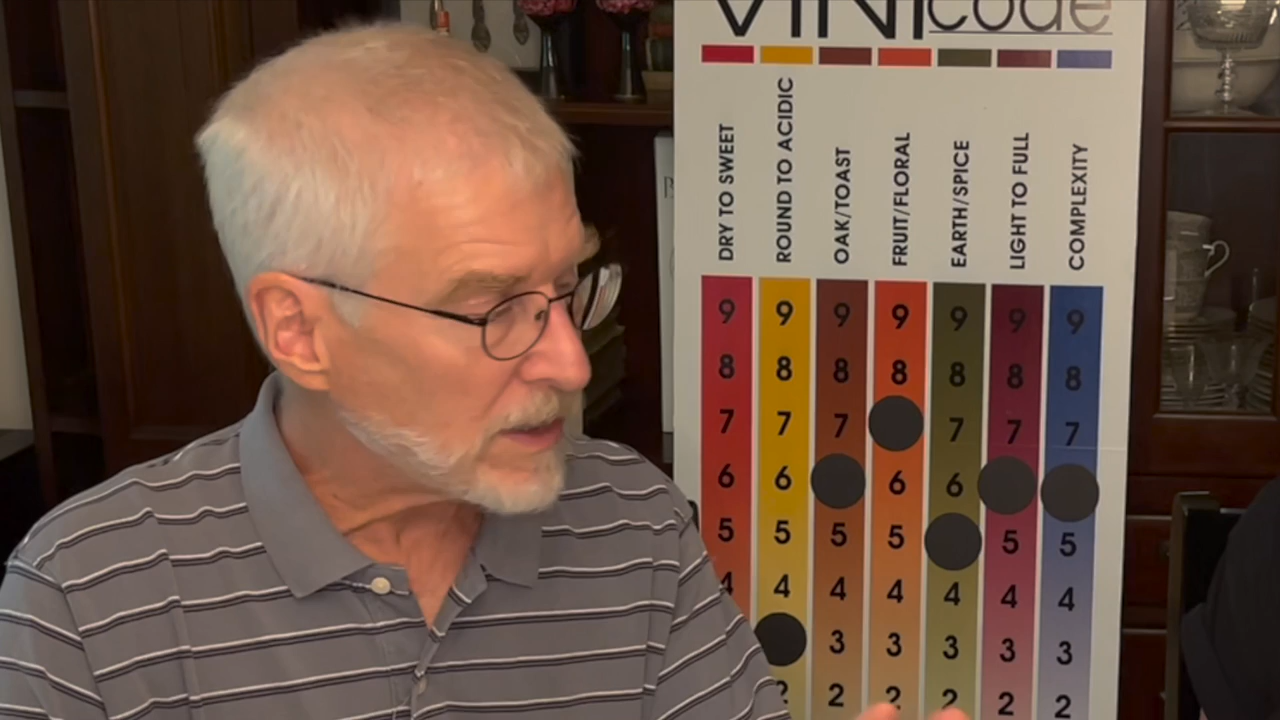 VINIcode
DRY TO SWEET
ROUND TO ACIDIC
OAK/TOAST
FRUIT/FLORAL
EARTH/SPICE
LIGHT TO FULL
COMPLEXITY
9 9 9 9 9 9 9
8 8 8 8 8 8 8
7 7 7 7 7 7
6 6 6 6
5 5 5 5 5 5
4 4 4 4 4 4 4
3 3 3 3 3
2 2 2 2 2 2